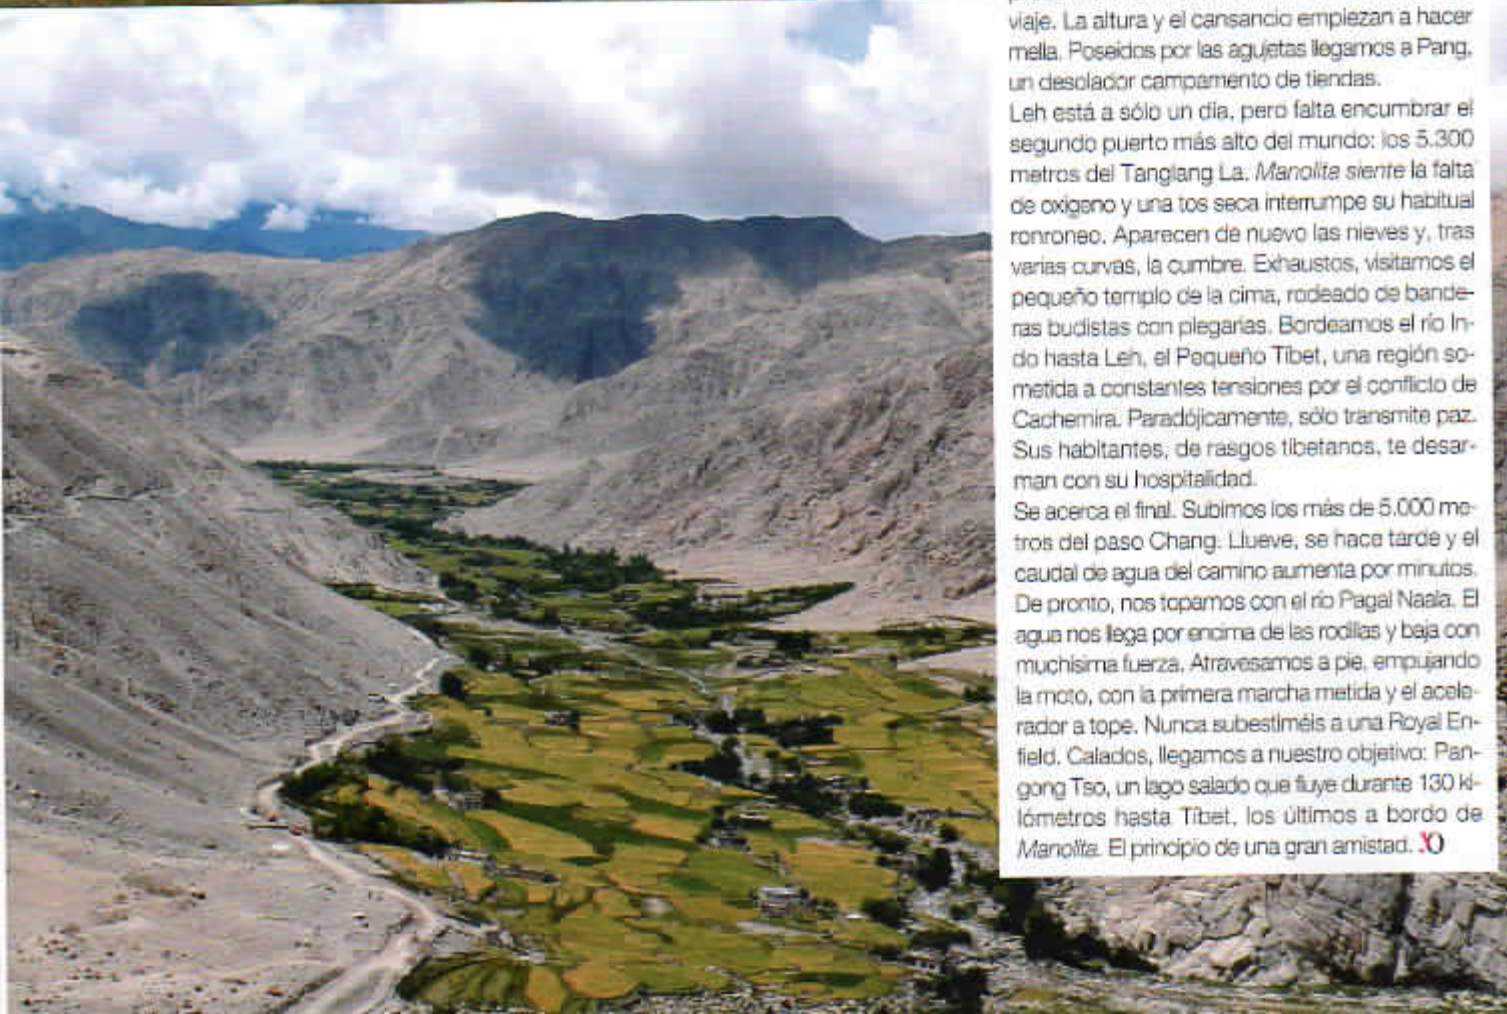 viaje. La altura y el cansancio empiezan a hacer
mella. Poseídos por las agujetas llegamos a Pang,
un desolador campamento de tiendas.
Leh está a sólo un día, pero falta encumbrar el
segundo puerto más alto del mundo: los 5.300
metros del Tanglang La. Manolita siente la falta
de oxígeno y una tos seca interrumpe su habitual
ronroneo. Aparecen de nuevo las nieves y, tras
varias curvas, la cumbre. Exhaustos, visitamos el
pequeño templo de la cima, rodeado de bande-
ras budistas con plegarias. Bordeamos el río In-
do hasta Leh, el Pequeño Tíbet, una región so-
metida a constantes tensiones por el conflicto de
Cachemira. Paradójicamente, sólo transmite paz.
Sus habitantes, de rasgos tibetanos, te desar-
man con su hospitalidad.
Se acerca el final. Subimos los más de 5.000 me-
tros del paso Chang. Llueve, se hace tarde y el
caudal de agua del camino aumenta por minutos.
De pronto, nos topamos con el río Pagal Naala. El
agua nos llega por encima de las rodillas y baja con
muchísima fuerza. Atravesamos a pie, empujando
la moto, con la primera marcha metida y el acele-
rador a tope. Nunca subestiméis a una Royal En-
field. Calados, llegamos a nuestro objetivo: Pan-
gong Tso, un lago salado que fluye durante 130 ki-
lómetros hasta Tíbet, los últimos a bordo de
Manolita. El principio de una gran amistad. YO